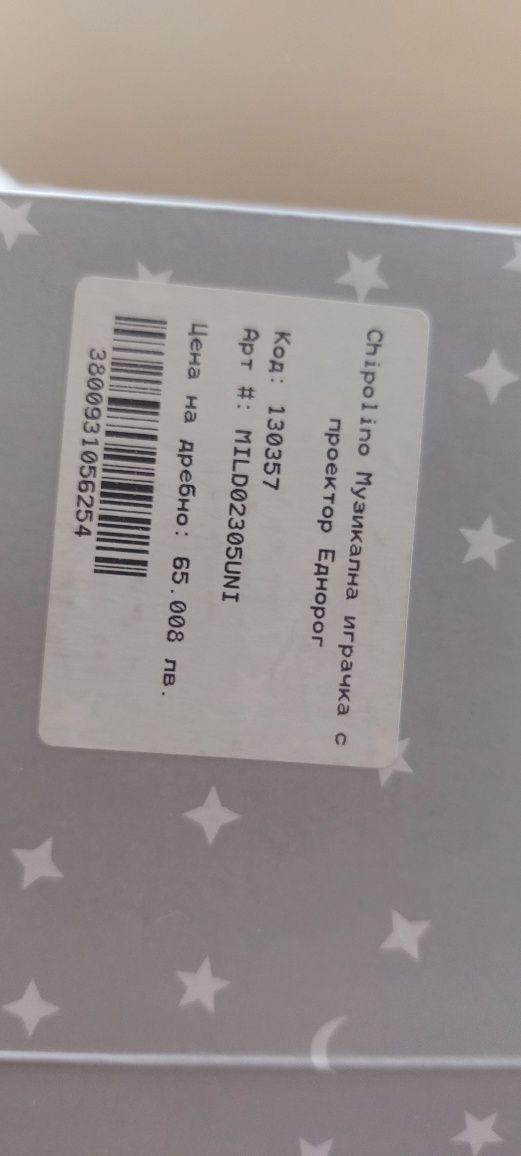 Chipolino Музикална играчка с
проектор Еднорог
Код: 130357
Арт #: MILD02305UNI
Цена на дребно: 65.008 лв.
3800931056254